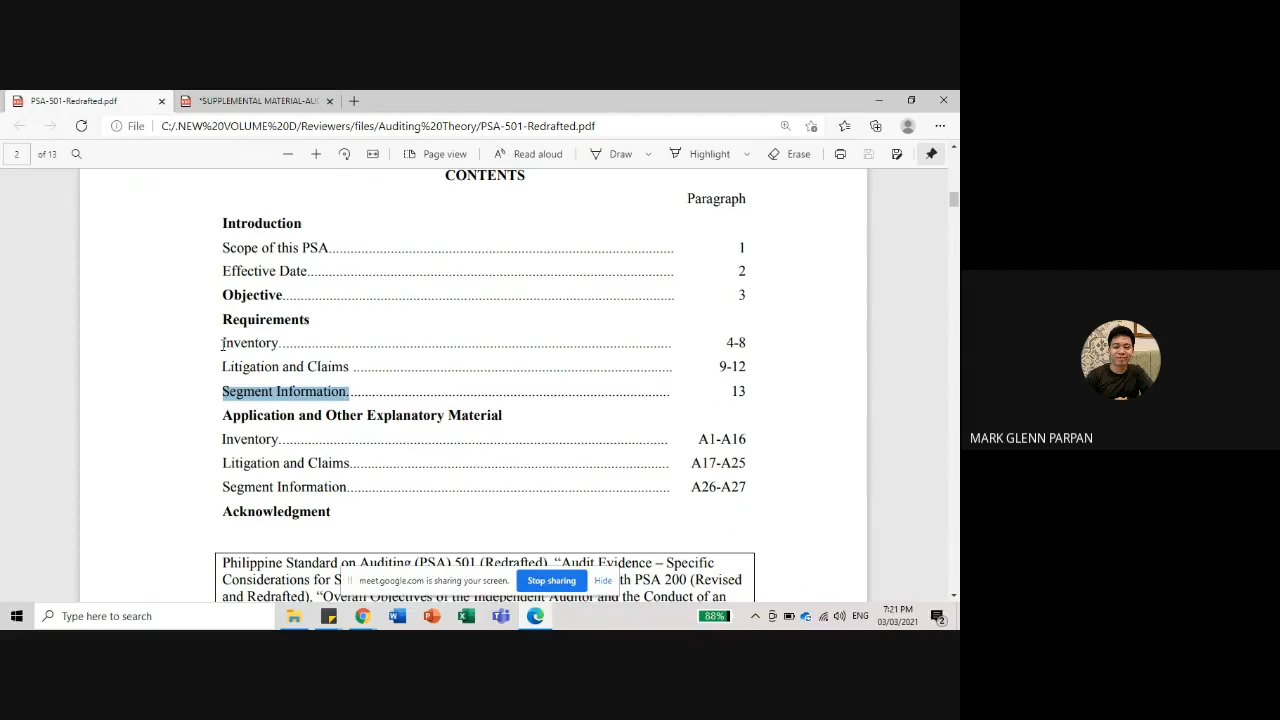 PSA-501-Redrafted.pdf
*SUPPLEMENTAL MATERIAL-AUD
File C:/.NEW%20VOLUME%20D/Reviewers/files/Auditing%20Theory/PSA-501-Redrafted.pdf
2 of 13 Page view Read aloud Draw Highlight Erase
CONTENTS
Paragraph
Introduction
Scope of this PSA 1
Effective Date 2
Objective 3
Requirements
Inventory 4-8
Litigation and Claims 9-12
Segment Information 13
Application and Other Explanatory Material
Inventory A1-A16
Litigation and Claims A17-A25
Segment Information A26-A27
Acknowledgment
Philippine Standard on Auditing (PSA) 501 (Redrafted), “Audit Evidence – Specific
Considerations for S th PSA 200 (Revised
and Redrafted), “Overall Objectives of the Independent Auditor and the Conduct of an
meet.google.com is sharing your screen. Stop sharing Hide
MARK GLENN PARPAN
Type here to search
88%
ENG
7:21 PM
03/03/2021
2